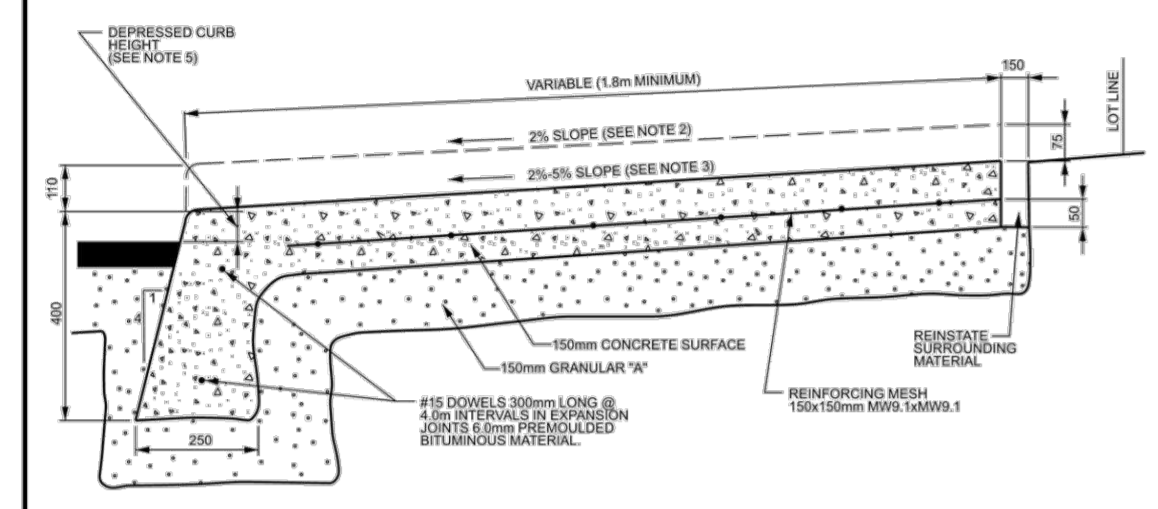 DEPRESSED CURB
HEIGHT
(SEE NOTE 5)
VARIABLE (1.8m MINIMUM)
150
LOT LINE
2% SLOPE (SEE NOTE 2)
75
2%-5% SLOPE (SEE NOTE 3)
110
50
400
1
4
150mm CONCRETE SURFACE
150mm GRANULAR "A"
REINSTATE
SURROUNDING
MATERIAL
REINFORCING MESH
150x150mm MW9.1xMW9.1
#15 DOWELS 300mm LONG @
4.0m INTERVALS IN EXPANSION
JOINTS 6.0mm PREMOULDED
BITUMINOUS MATERIAL.
250